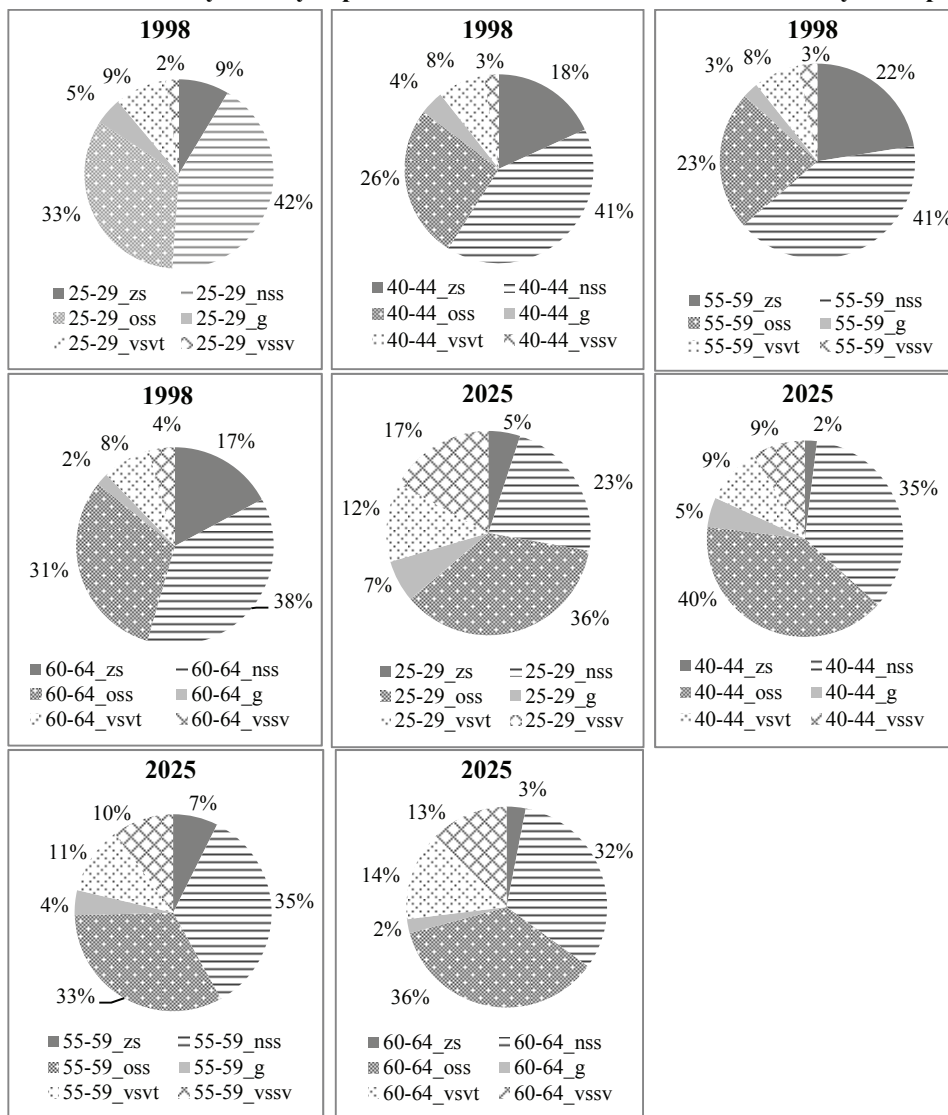 1998
2%
9%
9%
5%
33%
42%
25-29_zs 25-29_nss
25-29_oss 25-29_g
25-29_vsvt 25-29_vssv
1998
3%
8%
18%
4%
26%
41%
40-44_zs 40-44_nss
40-44_oss 40-44_g
40-44_vsvt 40-44_vssv
1998
3%
8%
22%
3%
23%
41%
55-59_zs 55-59_nss
55-59_oss 55-59_g
55-59_vsvt 55-59_vssv
1998
4%
8%
17%
2%
31%
38%
60-64_zs 60-64_nss
60-64_oss 60-64_g
60-64_vsvt 60-64_vssv
2025
5%
17%
23%
12%
7%
36%
25-29_zs 25-29_nss
25-29_oss 25-29_g
25-29_vsvt 25-29_vssv
2025
2%
9%
9%
35%
5%
40%
40-44_zs 40-44_nss
40-44_oss 40-44_g
40-44_vsvt 40-44_vssv
2025
7%
10%
11%
4%
35%
33%
55-59_zs 55-59_nss
55-59_oss 55-59_g
55-59_vsvt 55-59_vssv
2025
3%
13%
32%
14%
2%
36%
60-64_zs 60-64_nss
60-64_oss 60-64_g
60-64_vsvt 60-64_vssv